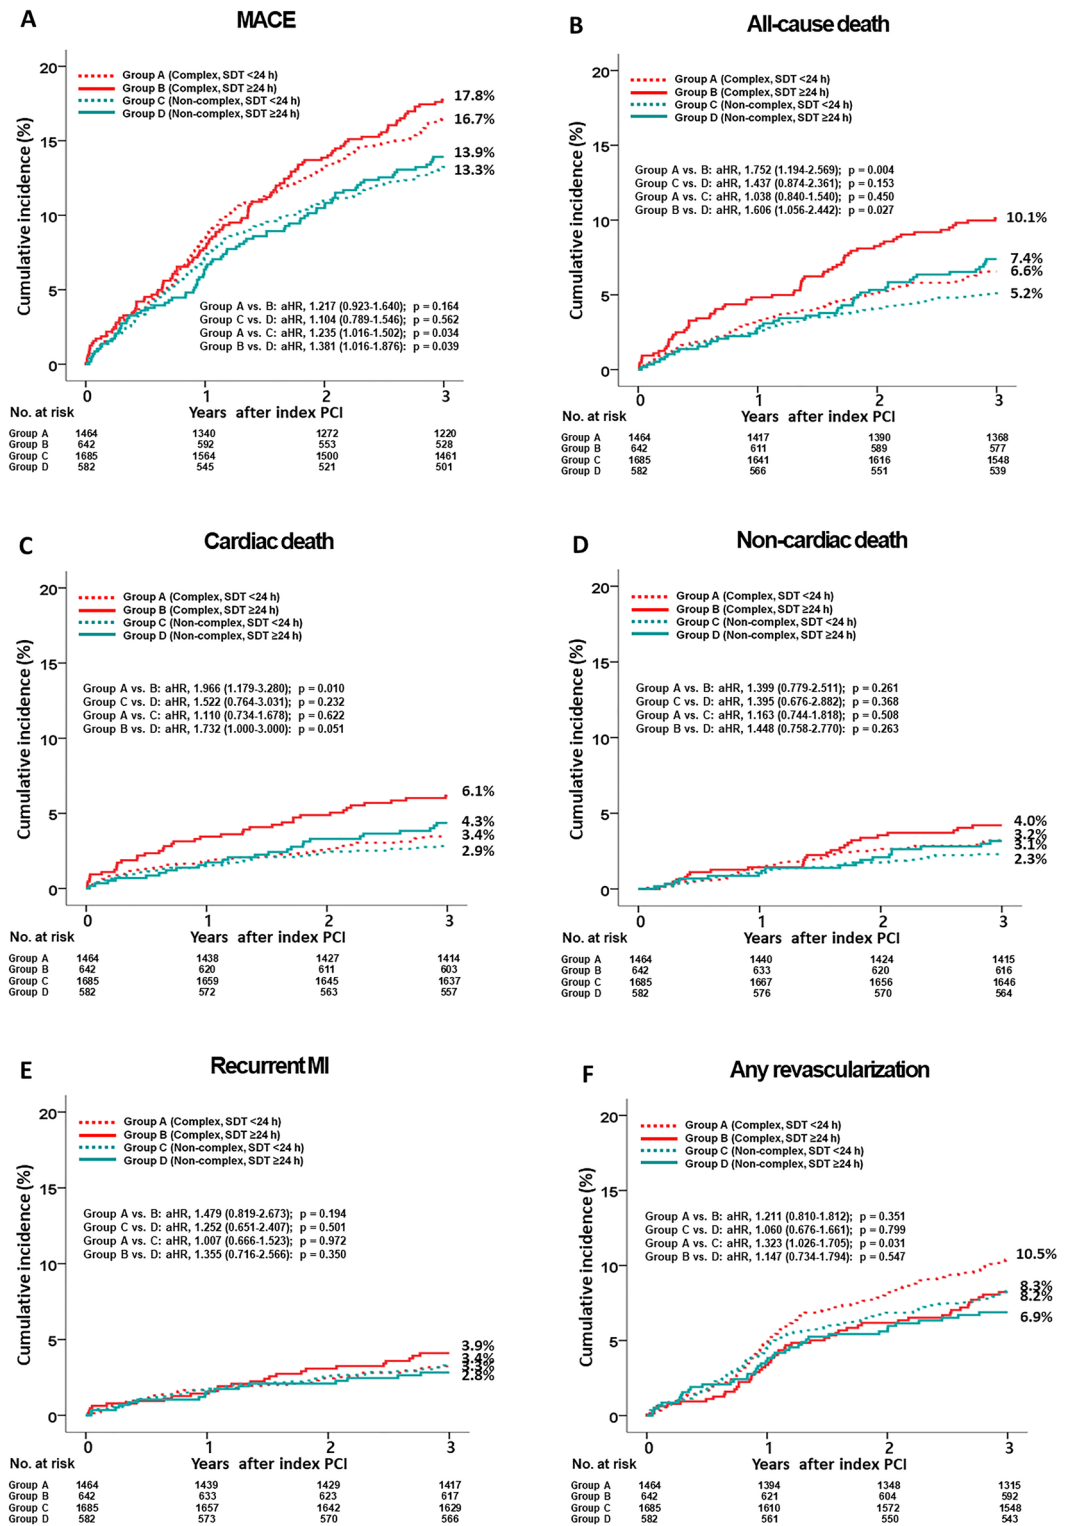 A
MACE
Cumulative incidence (%)
20
15
10
5
0
Group A (Complex, SDT <24 h)
Group B (Complex, SDT ≥24 h)
Group C (Non-complex, SDT <24 h)
Group D (Non-complex, SDT ≥24 h)
17.8%
16.7%
13.9%
13.3%
Group A vs. B: aHR, 1.217 (0.923-1.640); p = 0.164
Group C vs. D: aHR, 1.104 (0.789-1.546); p = 0.562
Group A vs. C: aHR, 1.235 (1.016-1.502); p = 0.034
Group B vs. D: aHR, 1.381 (1.016-1.876); p = 0.039
0 1 2 3
No. at risk
Years after index PCI
Group A 1464 1340 1272 1220
Group B 642 592 553 528
Group C 1685 1564 1500 1461
Group D 582 545 521 501
B
All-cause death
Cumulative incidence (%)
20
15
10
5
0
Group A (Complex, SDT <24 h)
Group B (Complex, SDT ≥24 h)
Group C (Non-complex, SDT <24 h)
Group D (Non-complex, SDT ≥24 h)
Group A vs. B: aHR, 1.752 (1.194-2.569); p = 0.004
Group C vs. D: aHR, 1.437 (0.874-2.361); p = 0.153
Group A vs. C: aHR, 1.038 (0.840-1.540); p = 0.450
Group B vs. D: aHR, 1.606 (1.056-2.442); p = 0.027
10.1%
7.4%
6.6%
5.2%
0 1 2 3
No. at risk
Years after index PCI
Group A 1464 1417 1390 1368
Group B 642 611 589 577
Group C 1685 1641 1616 1548
Group D 582 566 551 539
C
Cardiac death
Cumulative incidence (%)
20
15
10
5
0
Group A (Complex, SDT <24 h)
Group B (Complex, SDT ≥24 h)
Group C (Non-complex, SDT <24 h)
Group D (Non-complex, SDT ≥24 h)
Group A vs. B: aHR, 1.966 (1.179-3.280); p = 0.010
Group C vs. D: aHR, 1.522 (0.764-3.031); p = 0.232
Group A vs. C: aHR, 1.110 (0.734-1.678); p = 0.622
Group B vs. D: aHR, 1.732 (1.000-3.000); p = 0.051
6.1%
4.3%
3.4%
2.9%
0 1 2 3
No. at risk
Years after index PCI
Group A 1464 1438 1427 1414
Group B 642 620 611 603
Group C 1685 1659 1645 1637
Group D 582 572 563 557
D
Non-cardiac death
Cumulative incidence (%)
20
15
10
5
0
Group A (Complex, SDT <24 h)
Group B (Complex, SDT ≥24 h)
Group C (Non-complex, SDT <24 h)
Group D (Non-complex, SDT ≥24 h)
Group A vs. B: aHR, 1.399 (0.779-2.511); p = 0.261
Group C vs. D: aHR, 1.395 (0.676-2.882); p = 0.368
Group A vs. C: aHR, 1.163 (0.744-1.818); p = 0.508
Group B vs. D: aHR, 1.448 (0.758-2.770); p = 0.263
4.0%
3.2%
3.1%
2.3%
0 1 2 3
No. at risk
Years after index PCI
Group A 1464 1440 1424 1415
Group B 642 633 620 616
Group C 1685 1667 1656 1646
Group D 582 576 570 564
E
Recurrent MI
Cumulative incidence (%)
20
15
10
5
0
Group A (Complex, SDT <24 h)
Group B (Complex, SDT ≥24 h)
Group C (Non-complex, SDT <24 h)
Group D (Non-complex, SDT ≥24 h)
Group A vs. B: aHR, 1.479 (0.819-2.673); p = 0.194
Group C vs. D: aHR, 1.252 (0.651-2.407); p = 0.501
Group A vs. C: aHR, 1.007 (0.666-1.523); p = 0.972
Group B vs. D: aHR, 1.355 (0.716-2.566); p = 0.350
3.9%
3.4%
3.3%
2.8%
0 1 2 3
No. at risk
Years after index PCI
Group A 1464 1439 1429 1417
Group B 642 633 623 617
Group C 1685 1657 1642 1629
Group D 582 573 570 566
F
Any revascularization
Cumulative incidence (%)
20
15
10
5
0
Group A (Complex, SDT <24 h)
Group B (Complex, SDT ≥24 h)
Group C (Non-complex, SDT <24 h)
Group D (Non-complex, SDT ≥24 h)
Group A vs. B: aHR, 1.211 (0.810-1.812); p = 0.351
Group C vs. D: aHR, 1.060 (0.676-1.661); p = 0.799
Group A vs. C: aHR, 1.323 (1.026-1.705); p = 0.031
Group B vs. D: aHR, 1.147 (0.734-1.794); p = 0.547
10.5%
8.3%
8.2%
6.9%
0 1 2 3
No. at risk
Years after index PCI
Group A 1464 1394 1348 1315
Group B 642 621 604 592
Group C 1685 1610 1572 1548
Group D 582 561 550 543